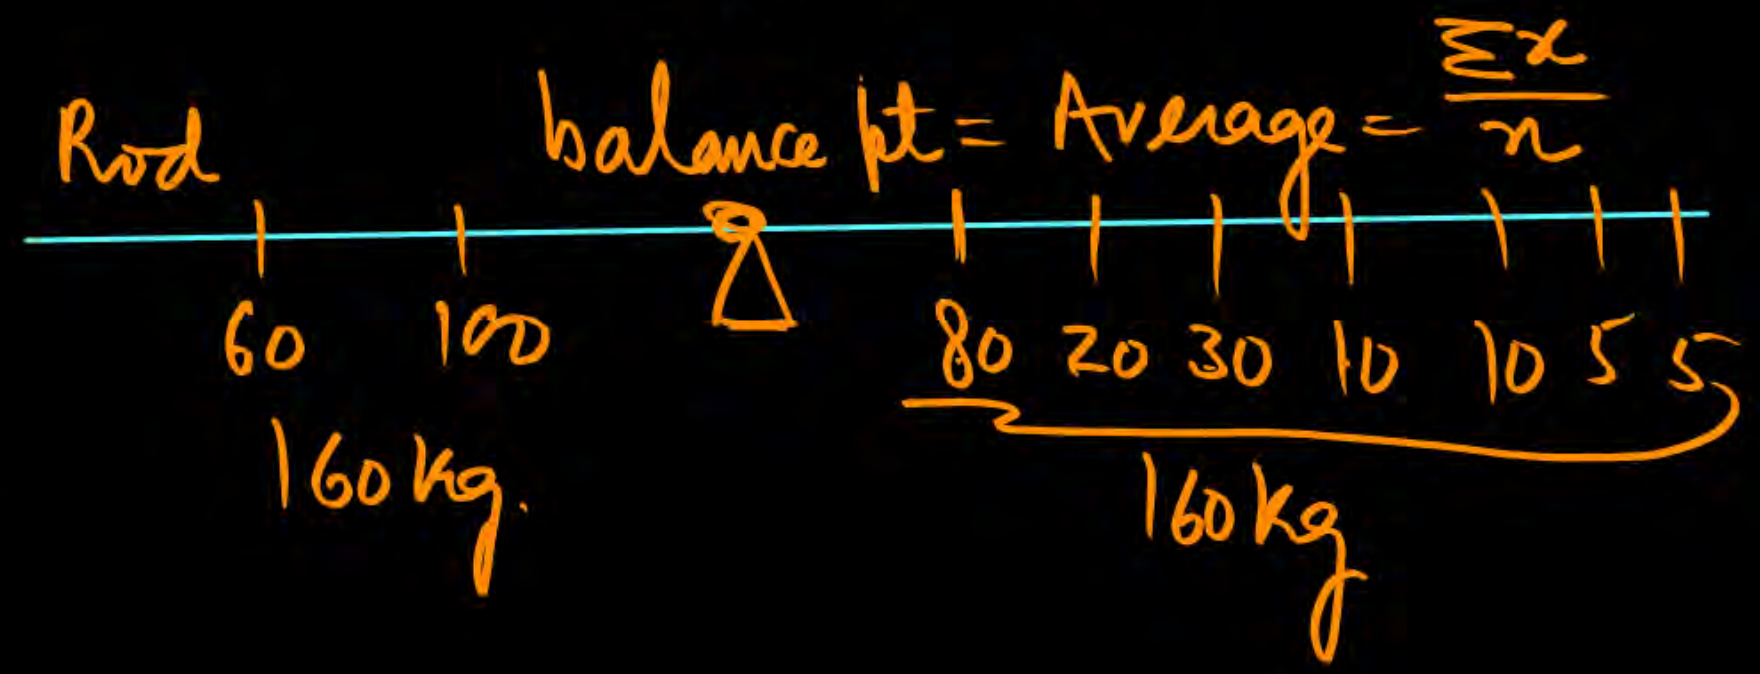 Rod balance pt = Average = Σx/n
60 100 80 20 30 10 10 5 5
160 kg. 160 kg